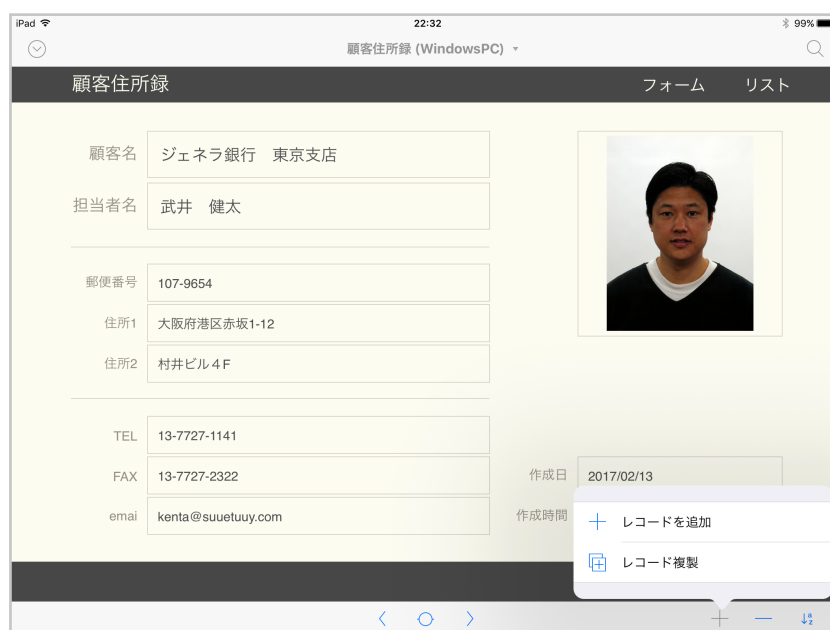 iPad 22:32 99%
顧客住所録 (WindowsPC)
顧客住所録 フォーム リスト
顧客名 ジェネラ銀行 東京支店
担当者名 武井 健太
郵便番号 107-9654
住所1 大阪府港区赤坂1-12
住所2 村井ビル４F
TEL 13-7727-1141
FAX 13-7727-2322
作成日 2017/02/13
emai kenta@suuetuuy.com
作成時間
レコードを追加
レコード複製